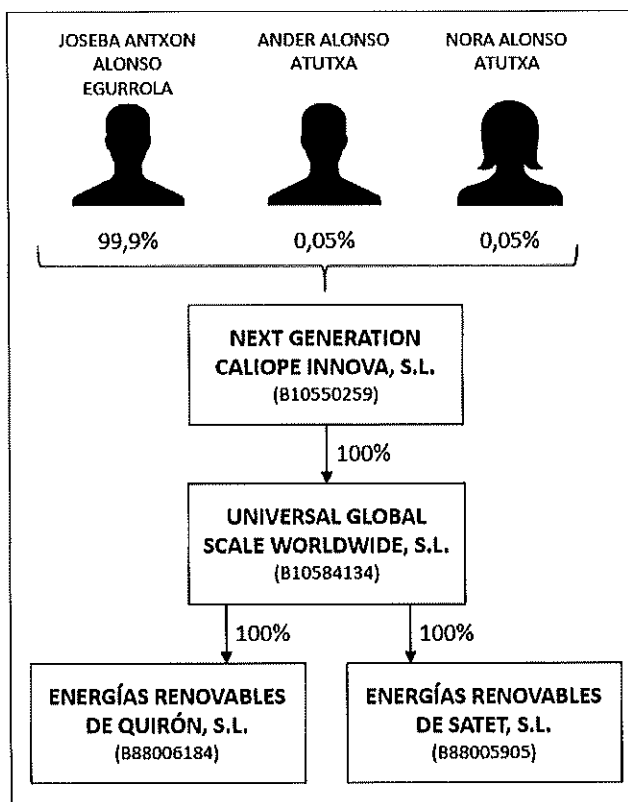 JOSEBA ANTXON
ALONSO
EGURROLA
ANDER ALONSO
ATUTXA
NORA ALONSO
ATUTXA
99,9%
0,05%
0,05%
NEXT GENERATION
CALIOPE INNOVA, S.L.
(B10550259)
100%
UNIVERSAL GLOBAL
SCALE WORLDWIDE, S.L.
(B10584134)
100%
100%
ENERGÍAS RENOVABLES
DE QUIRÓN, S.L.
(B88006184)
ENERGÍAS RENOVABLES
DE SATET, S.L.
(B88005905)